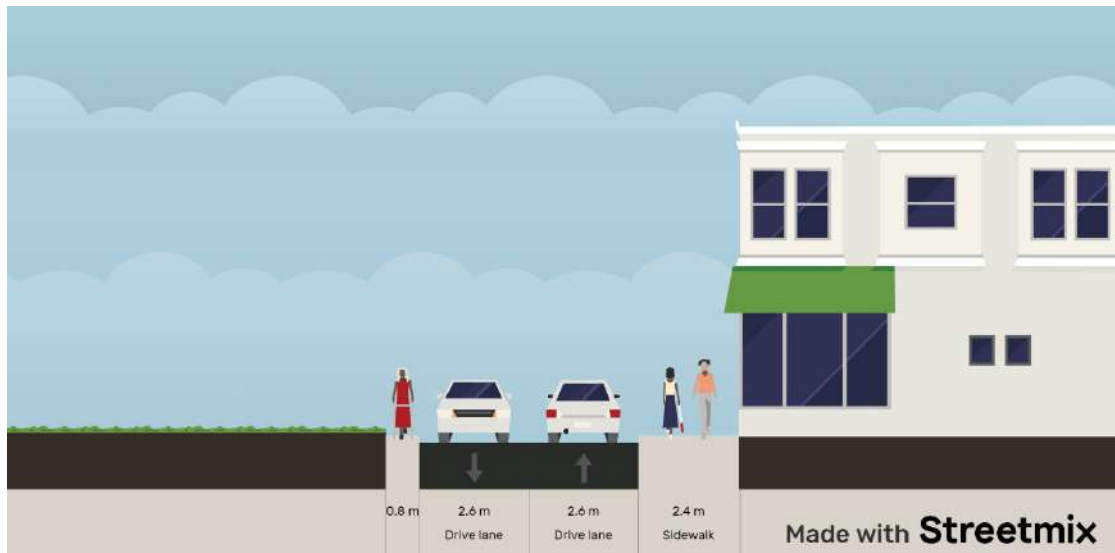 0.8 m
2.6 m
Drive lane
2.6 m
Drive lane
2.4 m
Sidewalk
Made with Streetmix